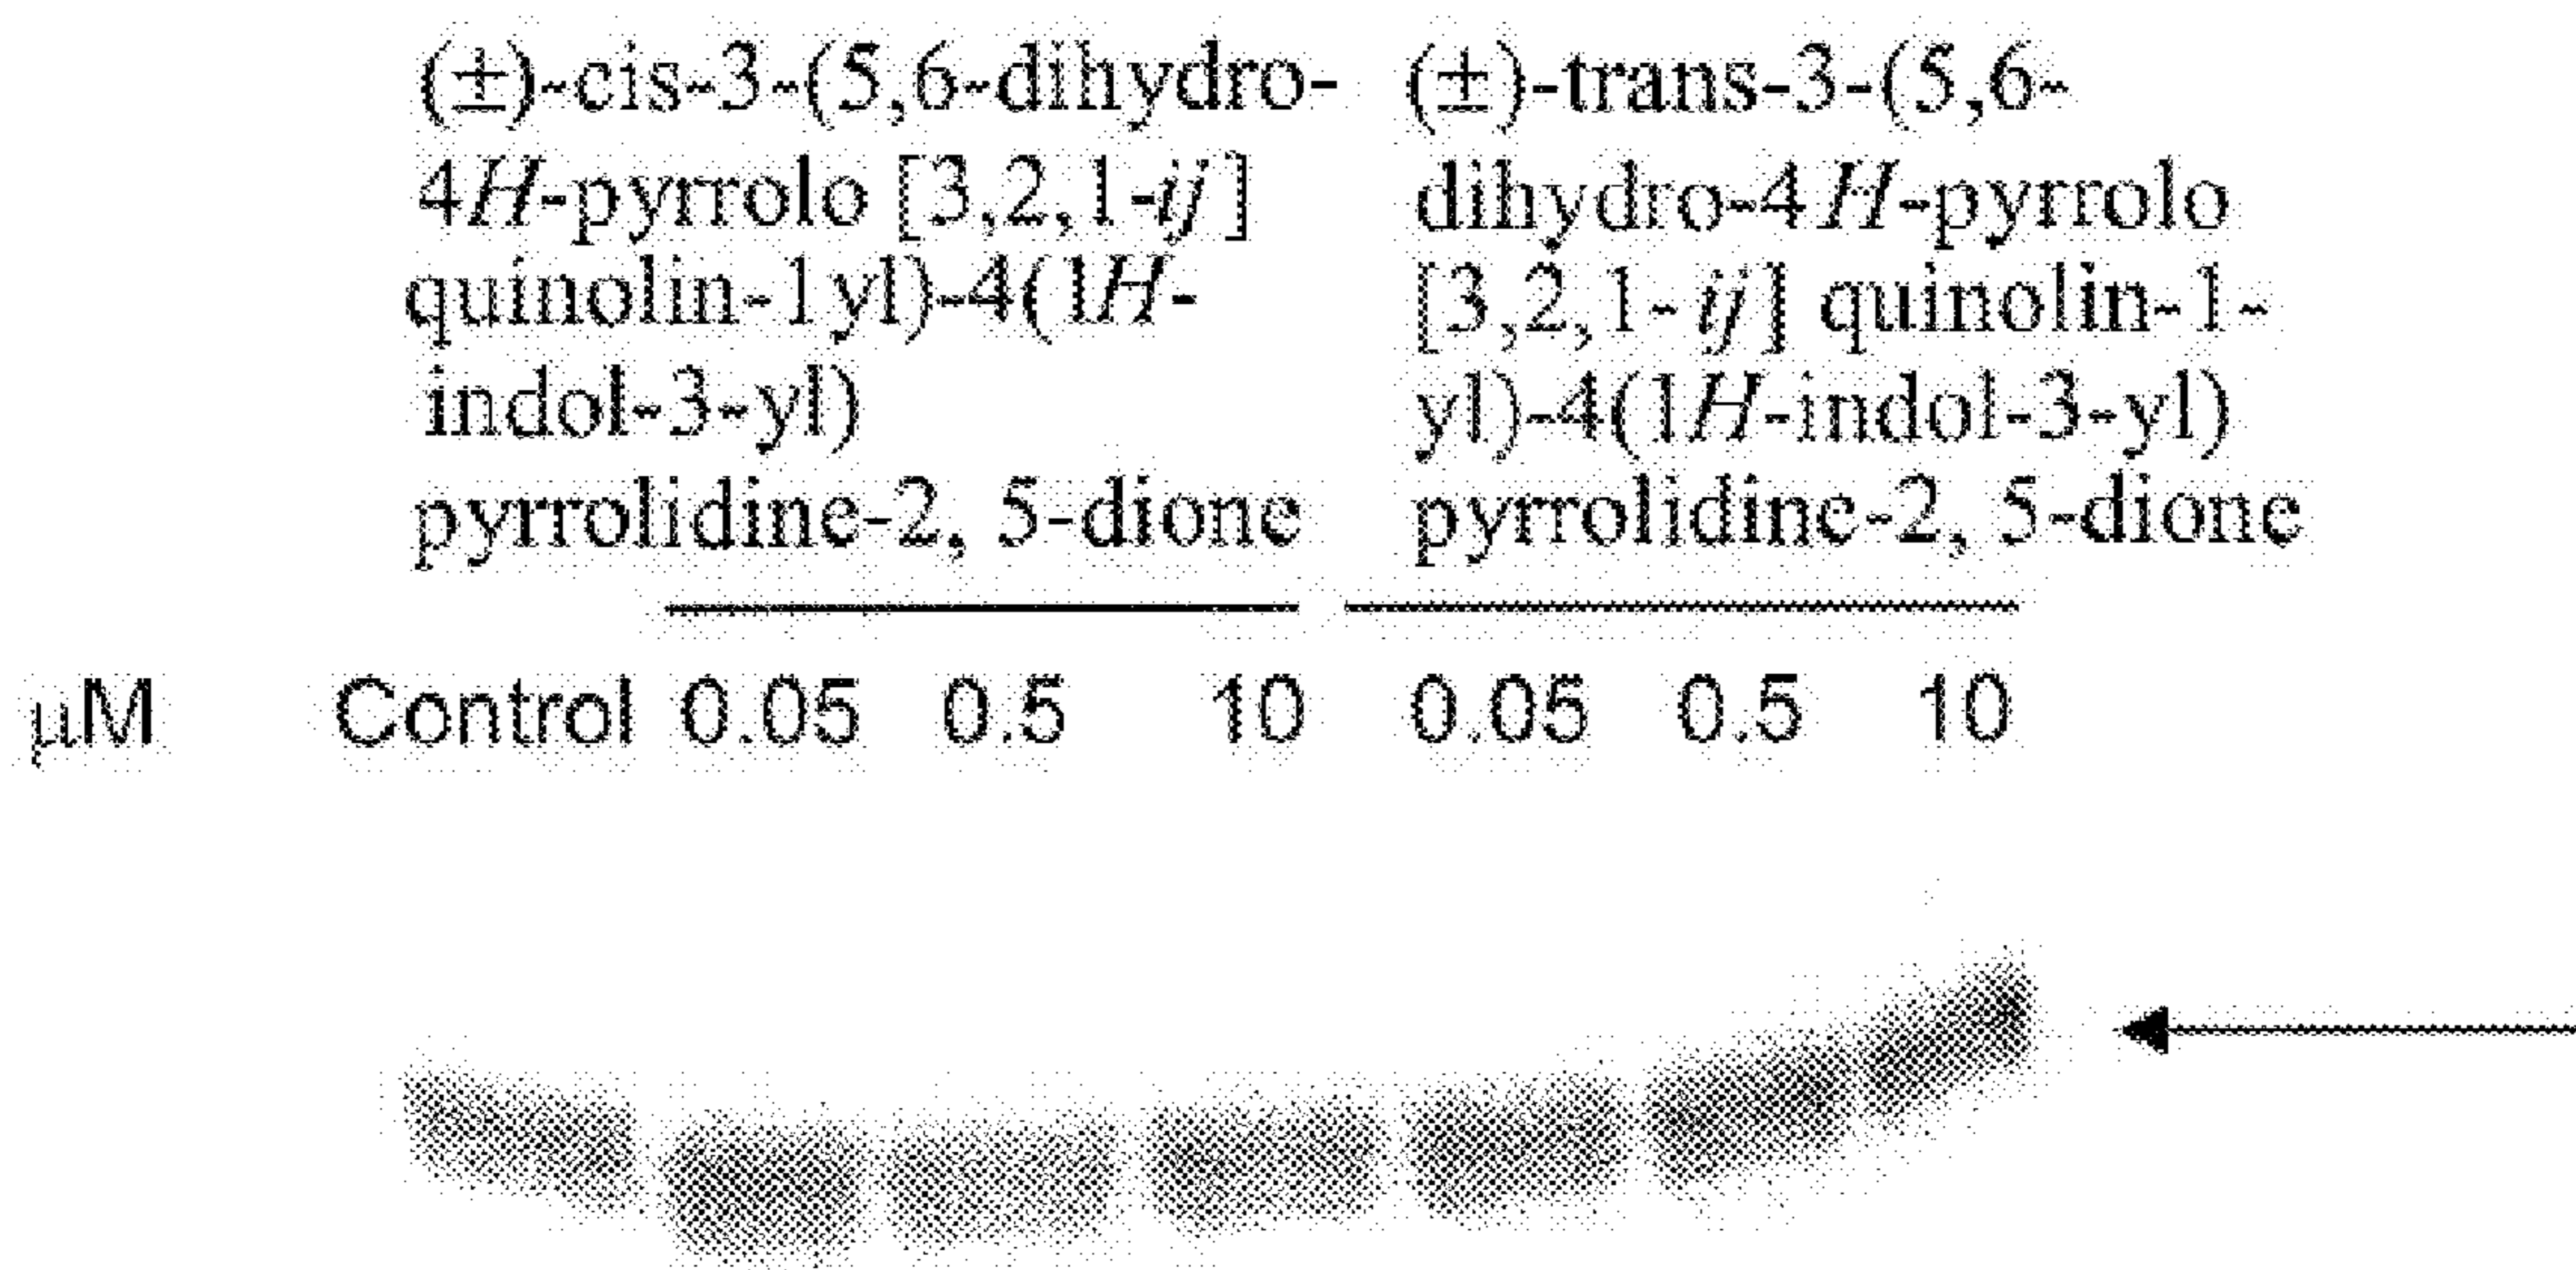 (±)-cis-3-(5,6-dihydro-
4H-pyrrolo [3,2,1-ij]
quinolin-1yl)-4(1H-
indol-3-yl)
pyrrolidine-2, 5-dione
(±)-trans-3-(5,6-
dihydro-4H-pyrrolo
[3,2,1-ij] quinolin-1-
yl)-4(1H-indol-3-yl)
pyrrolidine-2, 5-dione
µM Control 0.05 0.5 10 0.05 0.5 10